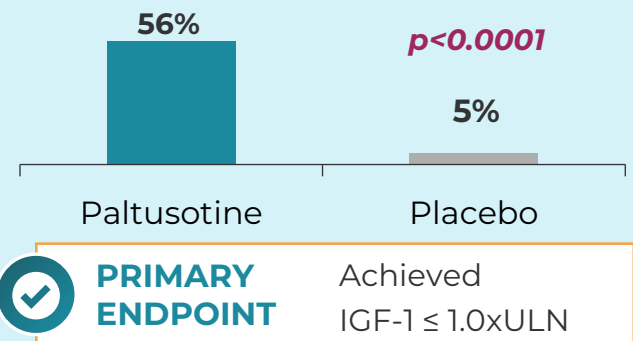 56%
p<0.0001
5%
Paltusotine
Placebo
PRIMARY
ENDPOINT
Achieved
IGF-1 ≤ 1.0xULN